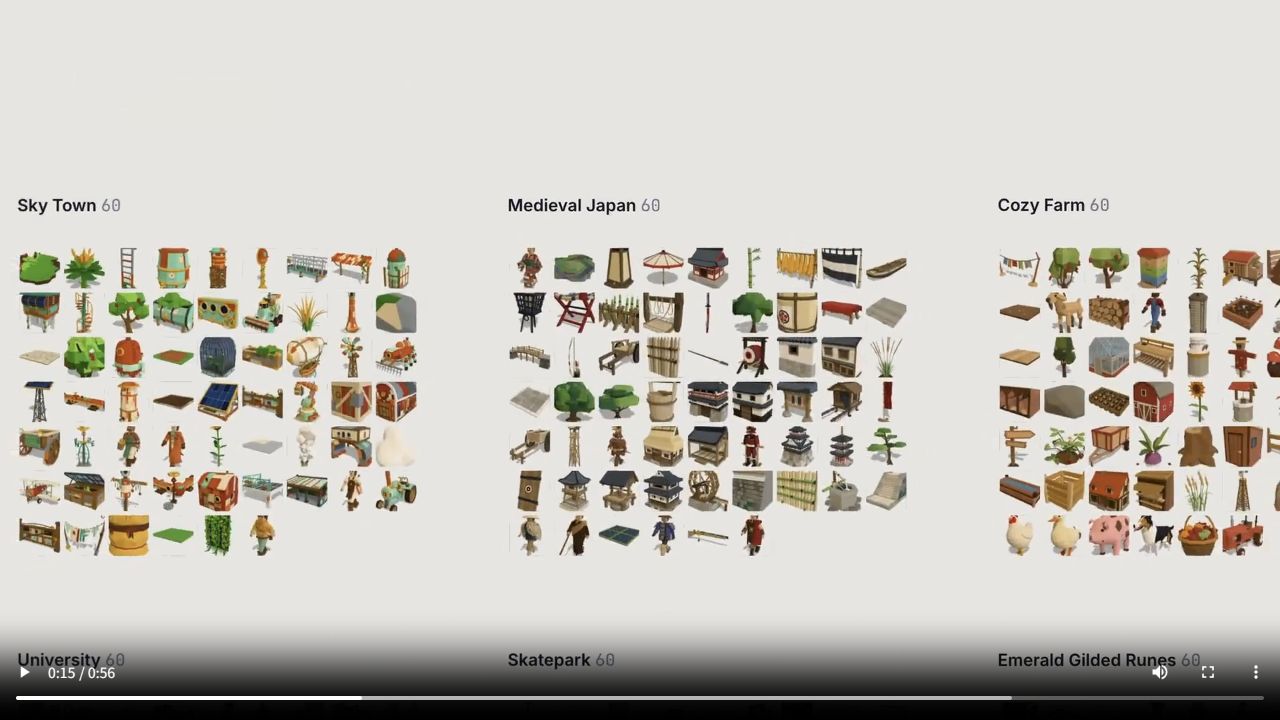 Sky Town 60
Medieval Japan 60
Cozy Farm 60
University 60
Skatepark 60
Emerald Gilded Runes 60
0:15 / 0:56